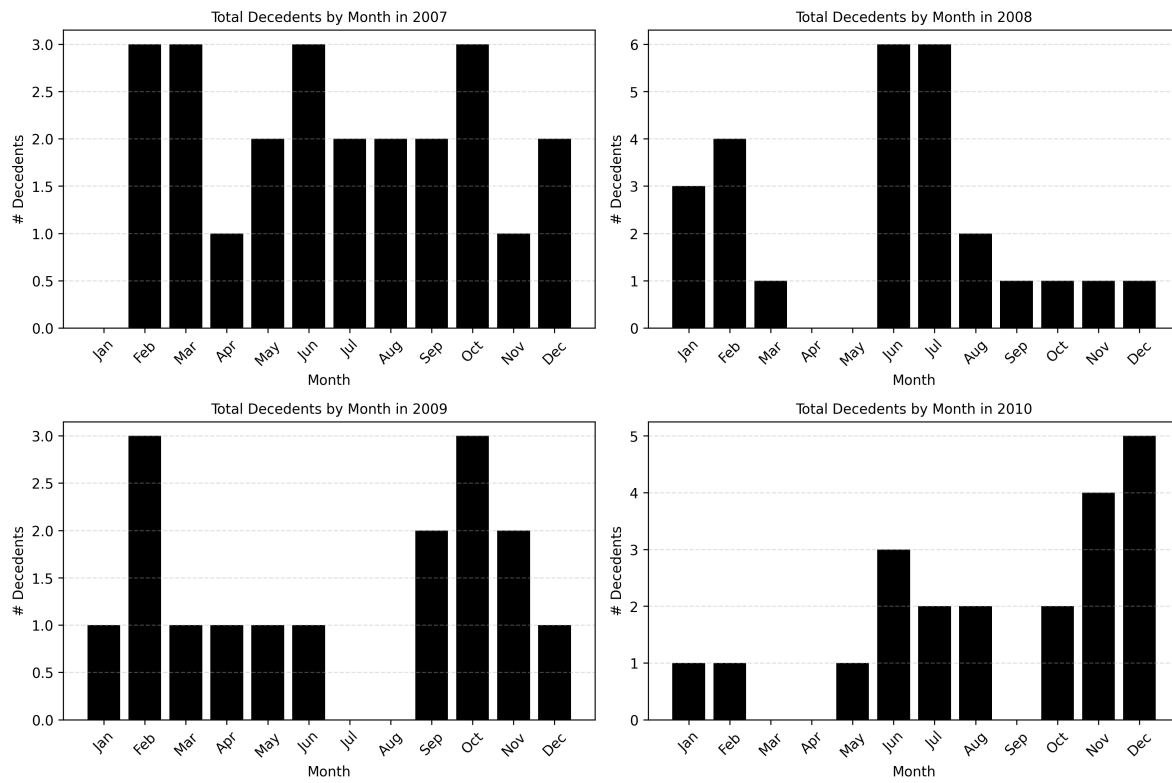 Total Decedents by Month in 2007
3.0
2.5
2.0
1.5
1.0
0.5
0.0
# Decedents
Jan Feb Mar Apr May Jun Jul Aug Sep Oct Nov Dec
Month
Total Decedents by Month in 2008
6
5
4
3
2
1
0
# Decedents
Jan Feb Mar Apr May Jun Jul Aug Sep Oct Nov Dec
Month
Total Decedents by Month in 2009
3.0
2.5
2.0
1.5
1.0
0.5
0.0
# Decedents
Jan Feb Mar Apr May Jun Jul Aug Sep Oct Nov Dec
Month
Total Decedents by Month in 2010
5
4
3
2
1
0
# Decedents
Jan Feb Mar Apr May Jun Jul Aug Sep Oct Nov Dec
Month